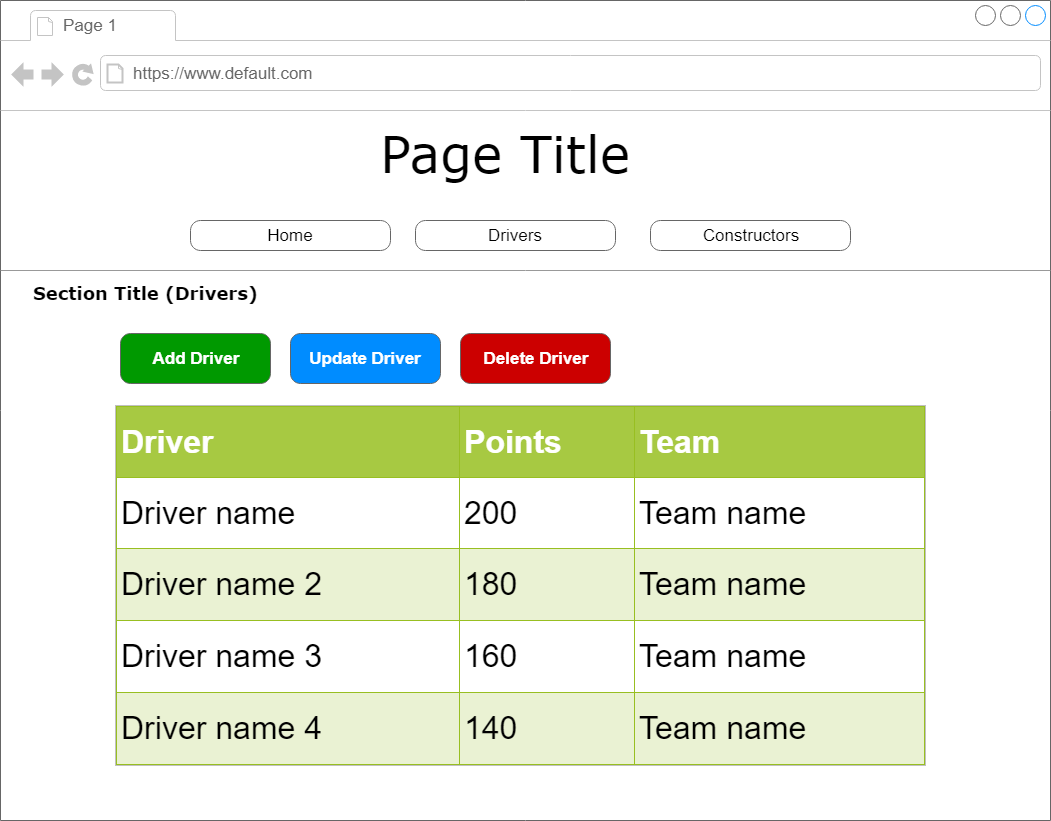 Page 1
https://www.default.com
Page Title
Home Drivers Constructors
Section Title (Drivers)
Add Driver Update Driver Delete Driver
Driver Points Team
Driver name 200 Team name
Driver name 2 180 Team name
Driver name 3 160 Team name
Driver name 4 140 Team name